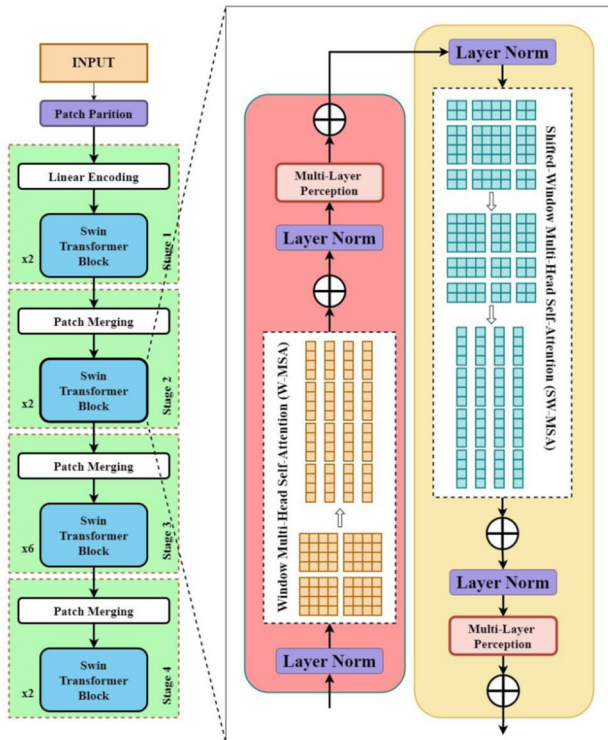 INPUT
Patch Parition
Linear Encoding
Swin
Transformer
Block
x2
Stage 1
Patch Merging
Swin
Transformer
Block
x2
Stage 2
Patch Merging
Swin
Transformer
Block
x6
Stage 3
Patch Merging
Swin
Transformer
Block
x2
Stage 4
Multi-Layer
Perception
Layer Norm
Window Multi-Head Self-Attention (W-MSA)
Layer Norm
Layer Norm
Shifted-Window Multi-Head Self-Attention (SW-MSA)
Layer Norm
Multi-Layer
Perception